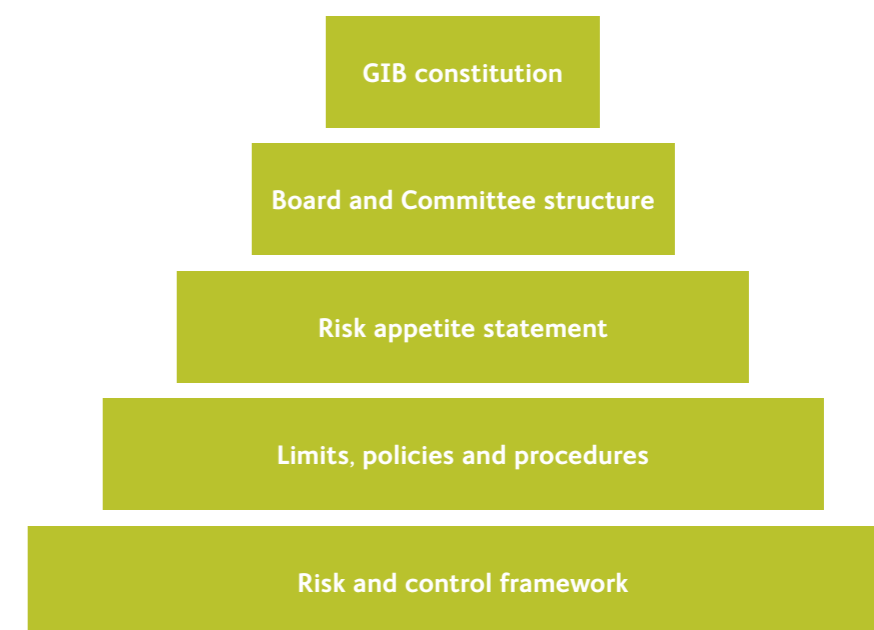 GIB constitution
Board and Committee structure
Risk appetite statement
Limits, policies and procedures
Risk and control framework